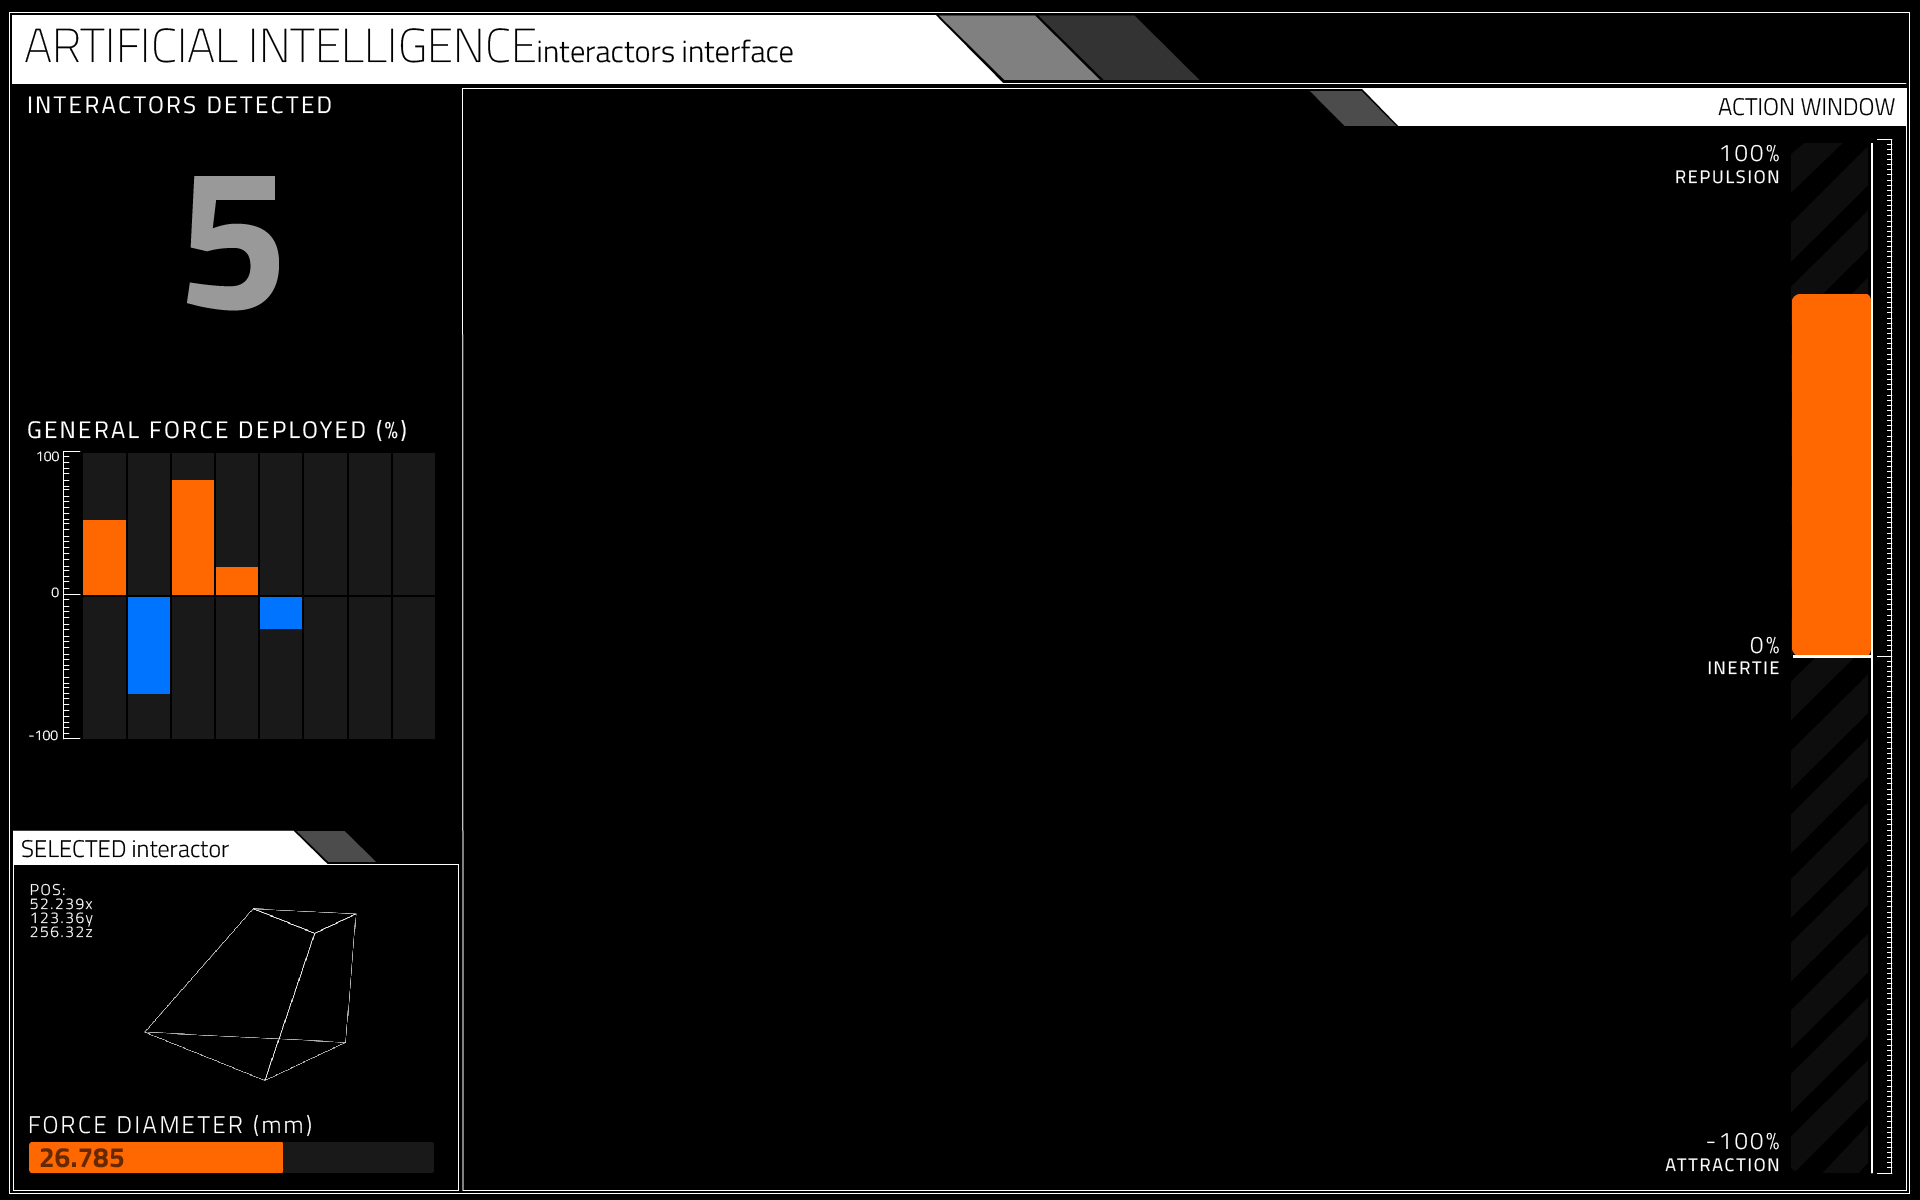 ARTIFICIAL INTELLIGENCEinteractors interface
INTERACTORS DETECTED
5
GENERAL FORCE DEPLOYED (%)
100
0
-100
SELECTED interactor
POS:
52.239x
123.36y
256.32z
FORCE DIAMETER (mm)
26.785
ACTION WINDOW
100%
REPULSION
0%
INERTIE
-100%
ATTRACTION